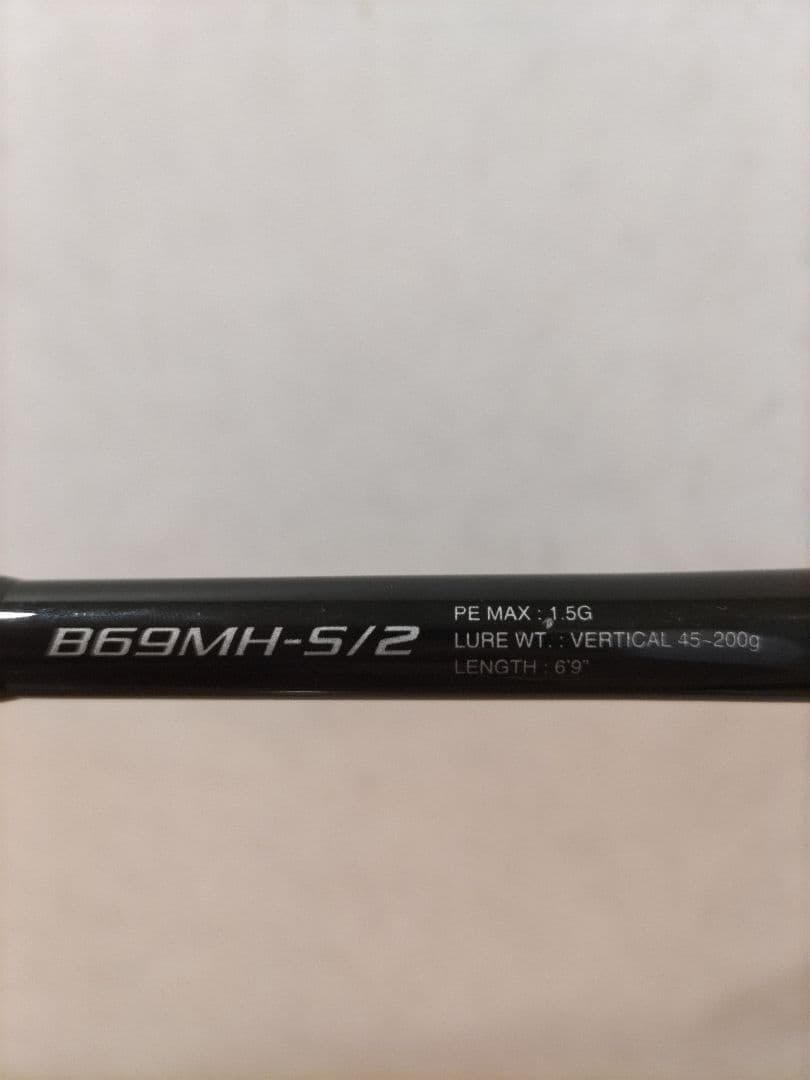 B69MH-S/2
PE MAX : 1.5G
LURE WT. : VERTICAL 45~200g
LENGTH : 6'9"